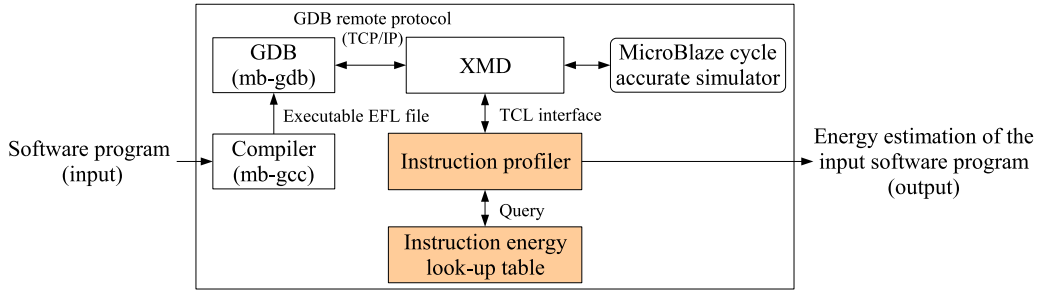 GDB remote protocol
(TCP/IP)
GDB
(mb-gdb)
XMD
MicroBlaze cycle
accurate simulator
Executable EFL file
TCL interface
Software program
(input)
Compiler
(mb-gcc)
Instruction profiler
Energy estimation of the
input software program
(output)
Query
Instruction energy
look-up table